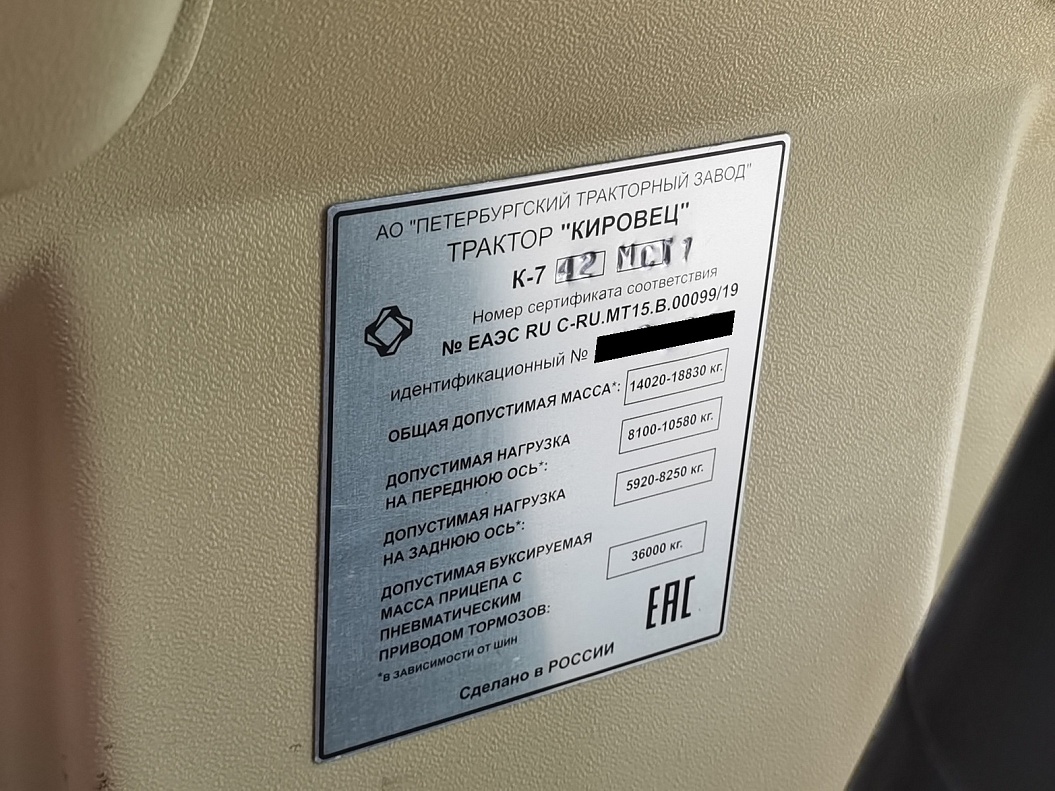 АО "ПЕТЕРБУРГСКИЙ ТРАКТОРНЫЙ ЗАВОД"
ТРАКТОР "КИРОВЕЦ"
К-7 42 МСТ1
Номер сертификата соответствия
№ ЕАЭС RU C-RU.МТ15.В.00099/19
идентификационный №
ОБЩАЯ ДОПУСТИМАЯ МАССА*: 14020-18830 кг.
ДОПУСТИМАЯ НАГРУЗКА
НА ПЕРЕДНЮЮ ОСЬ*: 8100-10580 кг.
ДОПУСТИМАЯ НАГРУЗКА
НА ЗАДНЮЮ ОСЬ*: 5920-8250 кг.
ДОПУСТИМАЯ БУКСИРУЕМАЯ
МАССА ПРИЦЕПА С
ПНЕВМАТИЧЕСКИМ
ПРИВОДОМ ТОРМОЗОВ: 36000 кг.
*В ЗАВИСИМОСТИ ОТ ШИН
EAC
Сделано в РОССИИ